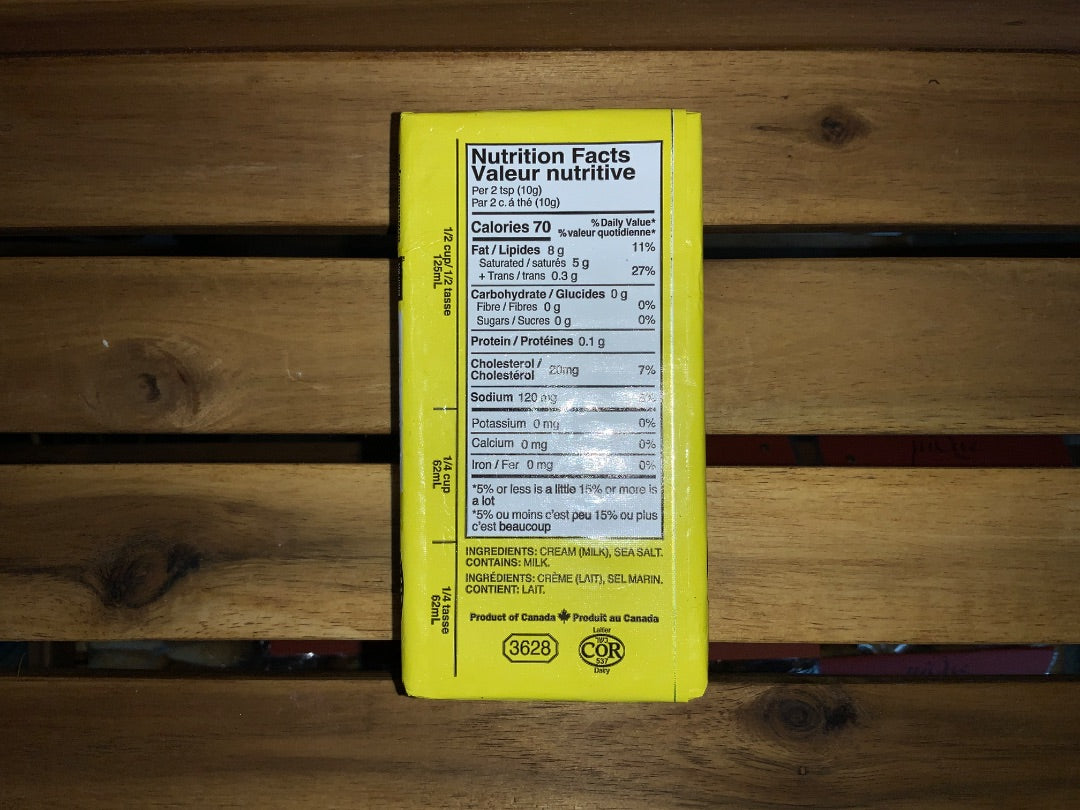 Nutrition Facts
Valeur nutritive
Per 2 tsp (10g)
Par 2 c. á thé (10g)
Calories 70
% Daily Value*
% valeur quotidienne*
Fat / Lipides 8 g 11%
Saturated / saturés 5 g
+ Trans / trans 0.3 g 27%
Carbohydrate / Glucides 0 g
Fibre / Fibres 0 g 0%
Sugars / Sucres 0 g 0%
Protein / Protéines 0.1 g
Cholesterol /
Cholestérol 20mg 7%
Sodium 120 mg 5%
Potassium 0 mg 0%
Calcium 0 mg 0%
Iron / Fer 0 mg 0%
*5% or less is a little 15% or more is
a lot
*5% ou moins c'est peu 15% ou plus
c'est beaucoup
INGREDIENTS: CREAM (MILK), SEA SALT.
CONTAINS: MILK.
INGRÉDIENTS: CRÈME (LAIT), SEL MARIN.
CONTIENT: LAIT.
Product of Canada Produit au Canada
3628
Laitier
כשר
COR
537
Dairy
1/2 cup/ 1/2 tasse
125mL
1/4 cup
62mL
1/4 tasse
62mL